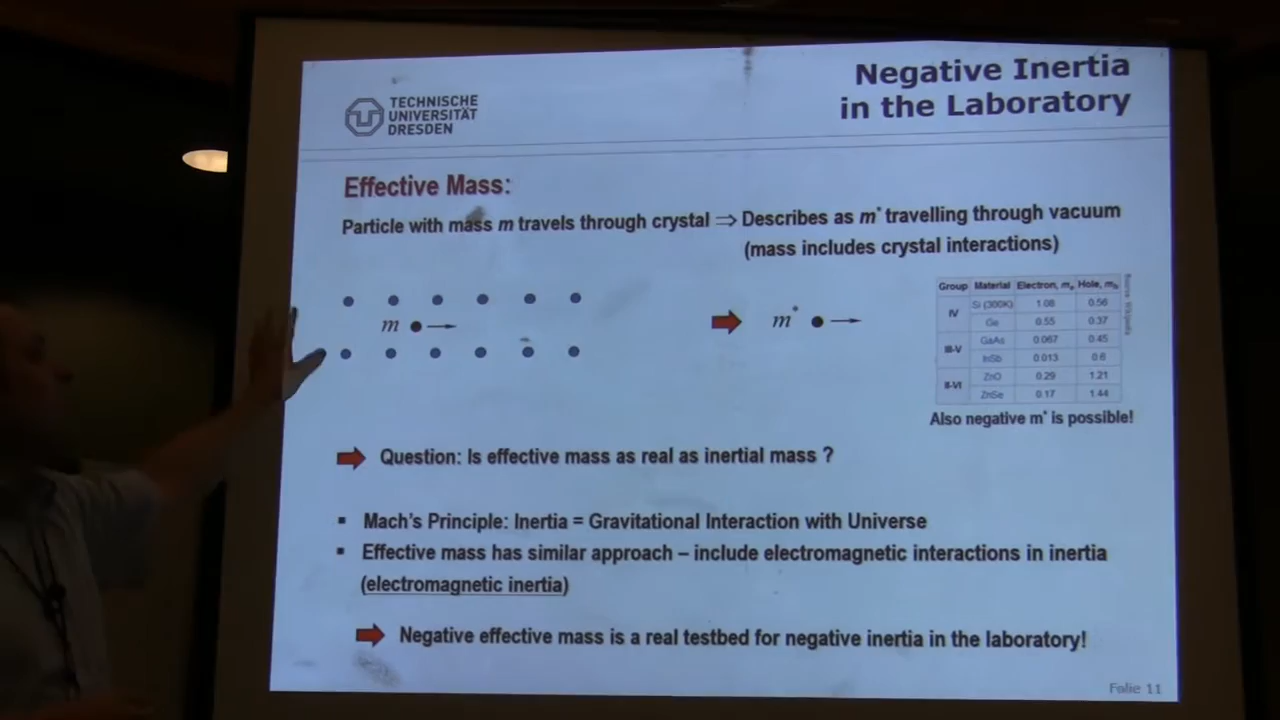 TECHNISCHE
UNIVERSITÄT
DRESDEN
Negative Inertia
in the Laboratory
Effective Mass:
Particle with mass m travels through crystal ⇒ Describes as m* travelling through vacuum
(mass includes crystal interactions)
m
m*
Group Material Electron, mₑ Hole, mₕ
IV Si (300K) 1.08 0.56
Ge 0.55 0.37
III-V GaAs 0.067 0.45
InSb 0.013 0.6
II-VI ZnO 0.29 1.21
ZnSe 0.17 1.44
Source: Wikipedia
Also negative m* is possible!
Question: Is effective mass as real as inertial mass ?
▪ Mach's Principle: Inertia = Gravitational Interaction with Universe
▪ Effective mass has similar approach – include electromagnetic interactions in inertia
(electromagnetic inertia)
Negative effective mass is a real testbed for negative inertia in the laboratory!
Folie 11